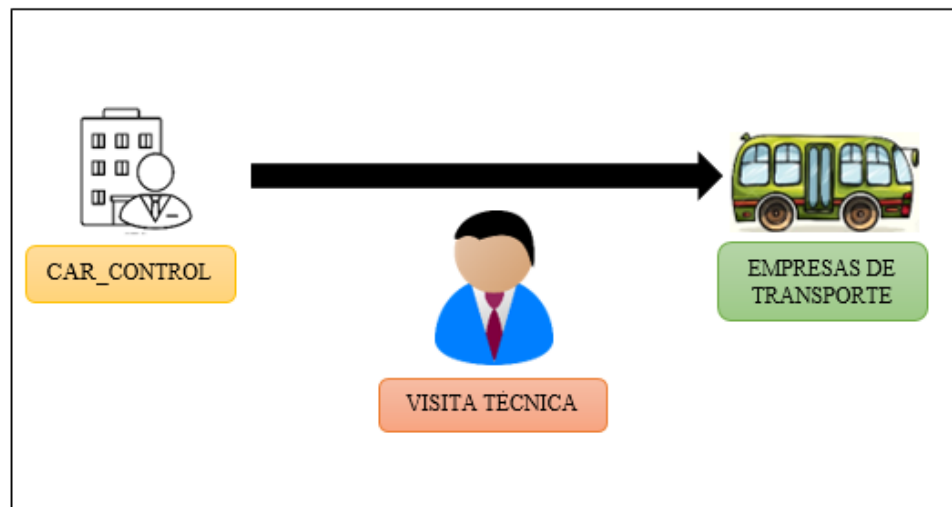 CAR_CONTROL
EMPRESAS DE
TRANSPORTE
VISITA TÉCNICA